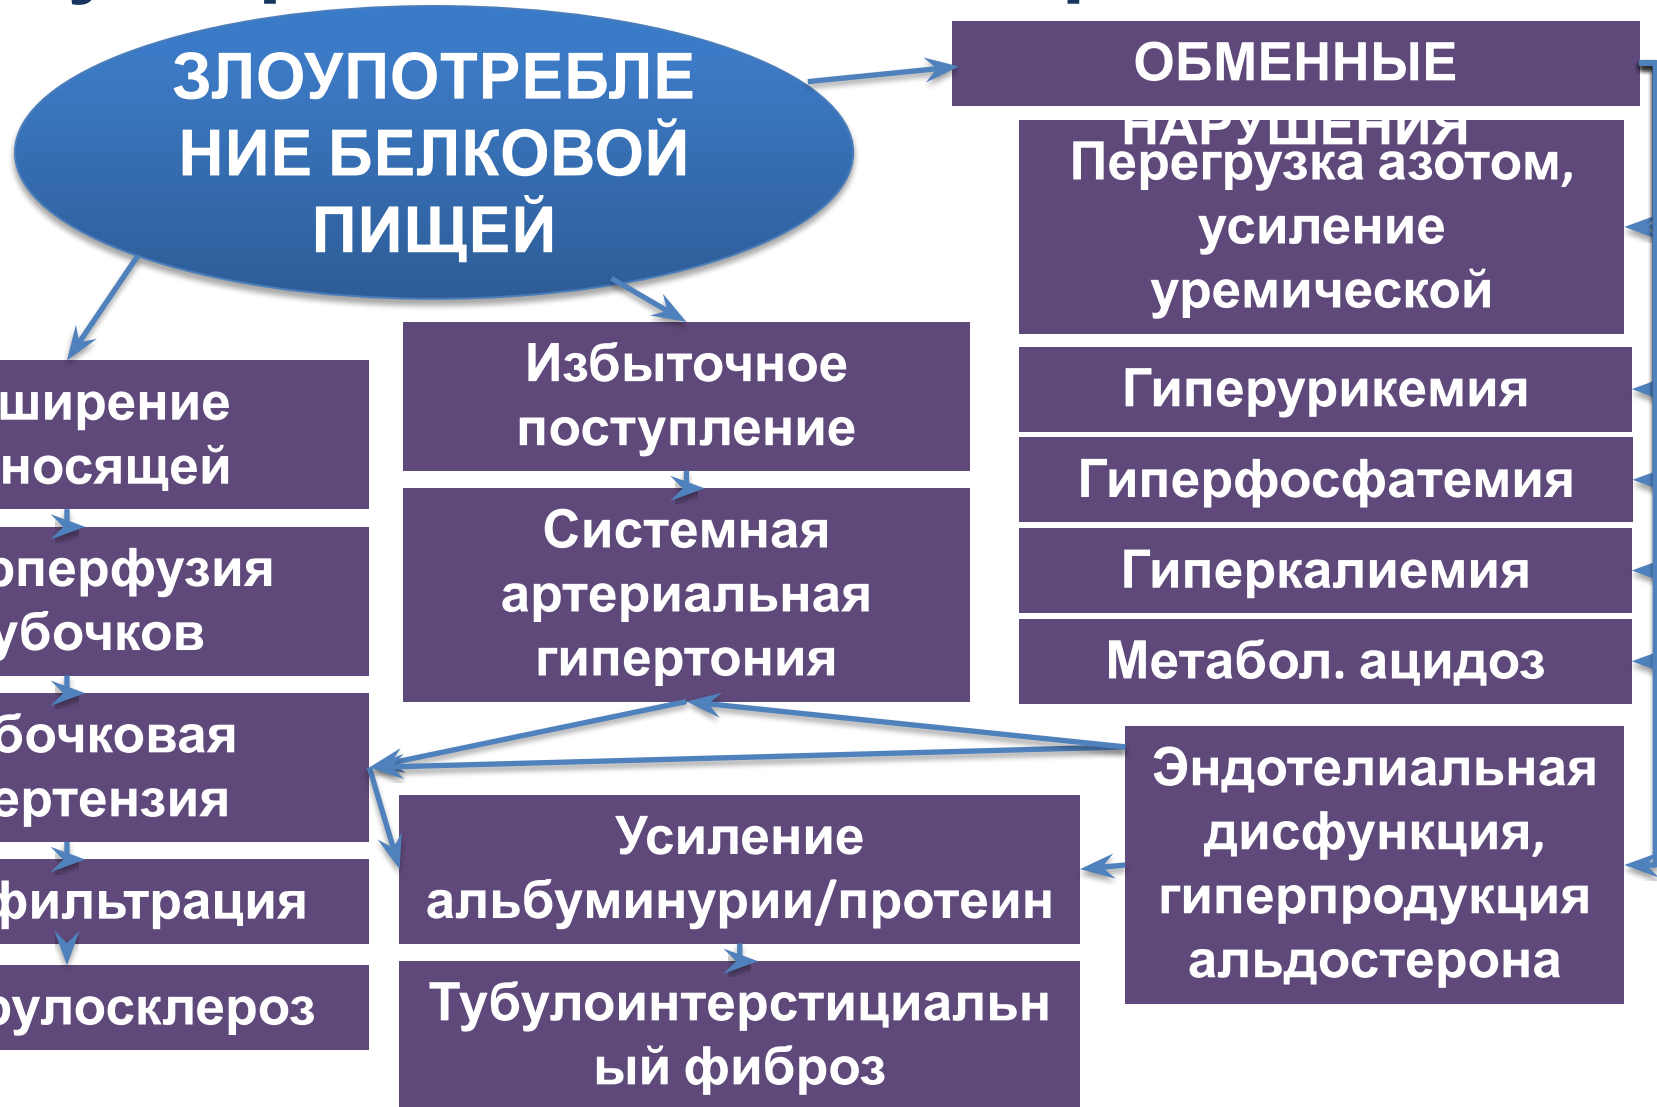 ЗЛОУПОТРЕБЛЕ
НИЕ БЕЛКОВОЙ
ПИЩЕЙ
ОБМЕННЫЕ
НАРУШЕНИЯ
Перегрузка азотом,
усиление
уремической
Гиперурикемия
Гиперфосфатемия
Гиперкалиемия
Метабол. ацидоз
Эндотелиальная
дисфункция,
гиперпродукция
альдостерона
Избыточное
поступление
Системная
артериальная
гипертония
Усиление
альбуминурии/протеин
Тубулоинтерстициальн
ый фиброз
ширение
носящей
рперфузия
убочков
бочковая
ертензия
фильтрация
рулосклероз